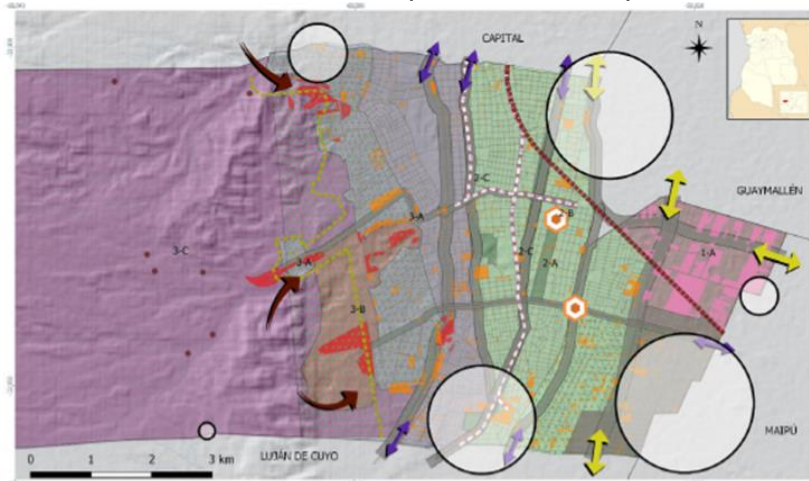 CAPITAL
N
GUAYMALLÉN
2-C
3-A
2-B
3-C
3-A
2-C
2-A
1-A
3-B
MAIPÚ
LUJÁN DE CUYO
0 1 2 3 km